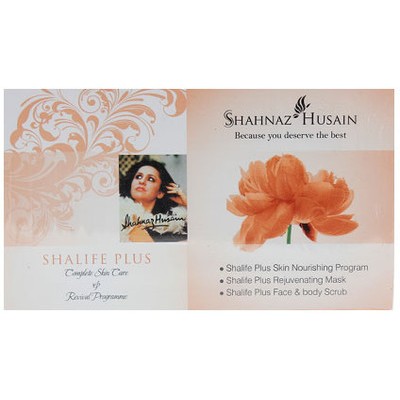 SHAHNAZ HUSAIN
Because you deserve the best
Shahnaz Husain
SHALIFE PLUS
Complete Skin Care
Revival Programme
• Shalife Plus Skin Nourishing Program
• Shalife Plus Rejuvenating Mask
• Shalife Plus Face & body Scrub